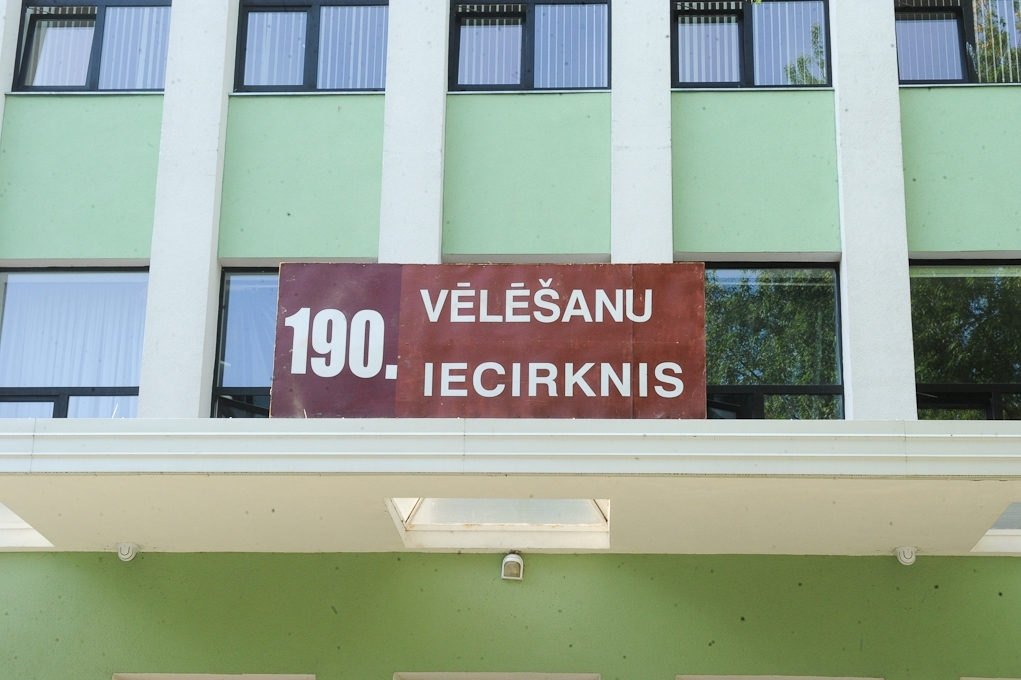 190.
VĒLĒŠANU
IECIRKNIS